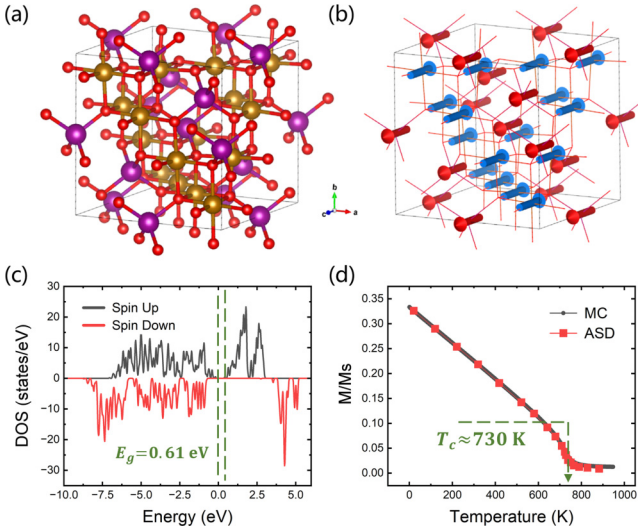 (a)
(b)
b
c
a
(c)
(d)
DOS (states/eV)
30
20
10
0
-10
-20
-30
Spin Up
Spin Down
E_g=0.61 eV
-10.0 -7.5 -5.0 -2.5 0.0 2.5 5.0
Energy (eV)
M/Ms
0.35
0.30
0.25
0.20
0.15
0.10
0.05
0.00
MC
ASD
T_c≈730 K
0 200 400 600 800 1000
Temperature (K)